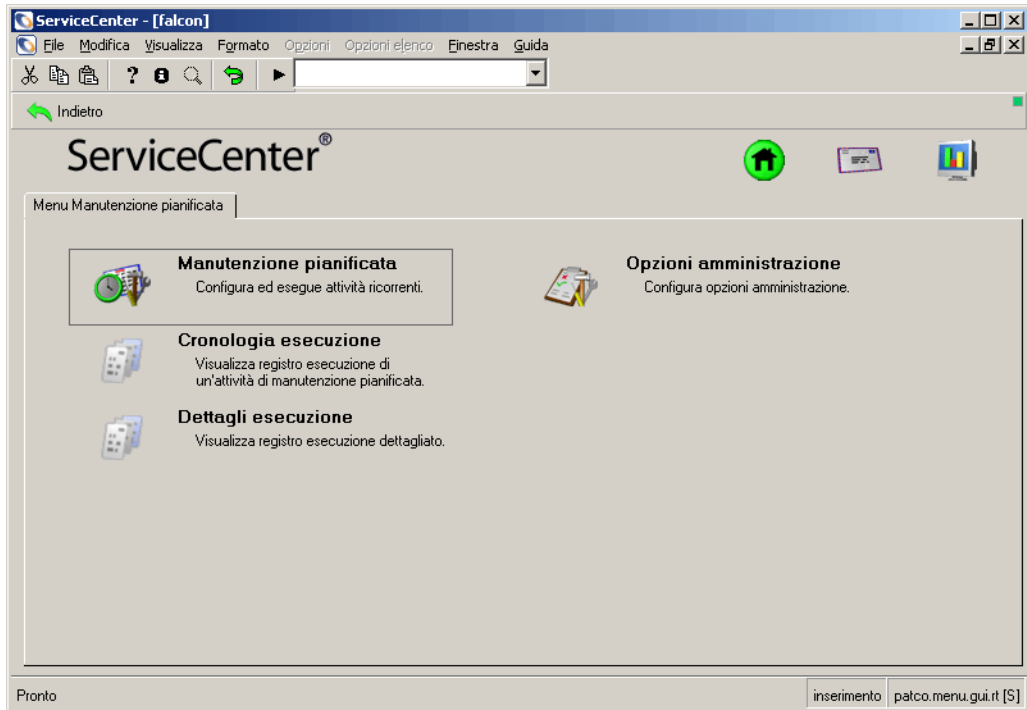 ServiceCenter - [falcon]
File Modifica Visualizza Formato Opzioni Opzioni elenco Finestra Guida
Indietro
ServiceCenter®
Menu Manutenzione pianificata
Manutenzione pianificata
Configura ed esegue attività ricorrenti.
Cronologia esecuzione
Visualizza registro esecuzione di
un'attività di manutenzione pianificata.
Dettagli esecuzione
Visualizza registro esecuzione dettagliato.
Opzioni amministrazione
Configura opzioni amministrazione.
Pronto
inserimento
patco.menu.gui.rt [S]